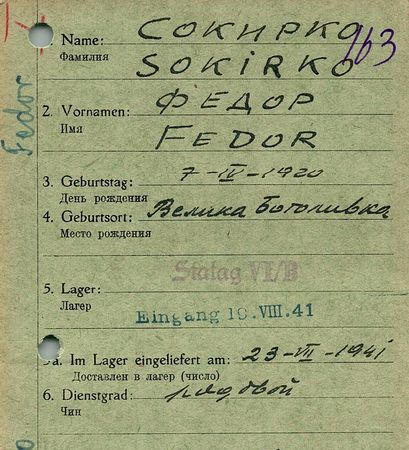 СОКИРКО
1. Name: SOKIRKO 163
Фамилия
ФЕДОР
2. Vornamen: FEDOR
Имя
Fedor
3. Geburtstag: 7-IV-1920
День рождения
4. Geburtsort: Велика Боголивка
Место рождения
Stalag VI/B
5. Lager:
Лагер
Eingang 19.VIII.41
5a. Im Lager eingeliefert am: 23-VII-1941
Доставлен в лагер (число)
6. Dienstgrad: рядовой
Чин